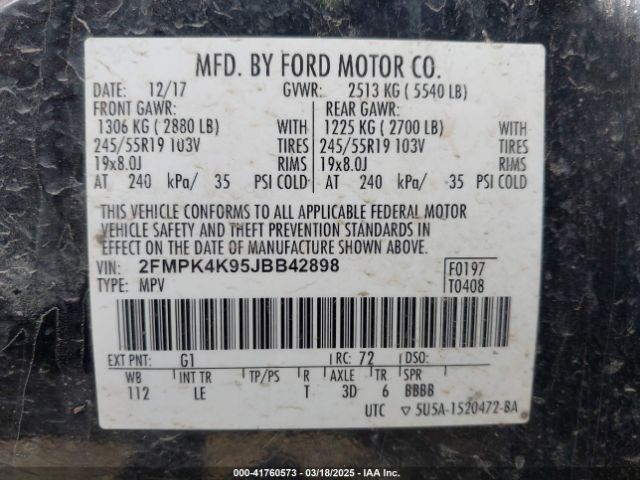 MFD. BY FORD MOTOR CO.
DATE: 12/17 GVWR: 2513 KG ( 5540 LB)
FRONT GAWR: REAR GAWR:
1306 KG ( 2880 LB) WITH 1225 KG ( 2700 LB) WITH
245/55R19 103V TIRES 245/55R19 103V TIRES
19x8.0J RIMS 19x8.0J RIMS
AT 240 kPa/ 35 PSI COLD AT 240 kPa/ 35 PSI COLD
THIS VEHICLE CONFORMS TO ALL APPLICABLE FEDERAL MOTOR
VEHICLE SAFETY AND THEFT PREVENTION STANDARDS IN
EFFECT ON THE DATE OF MANUFACTURE SHOWN ABOVE.
VIN: 2FMPK4K95JBB42898 F0197
TYPE: MPV T0408
EXT PNT: G1 RC: 72 DSO:
WB INT TR TP/PS R AXLE TR SPR
112 LE T 3D 6 BBBB
UTC ▽5U5A-1520472-BA
000-41760573 | 03/18/2025 | IAA Inc.